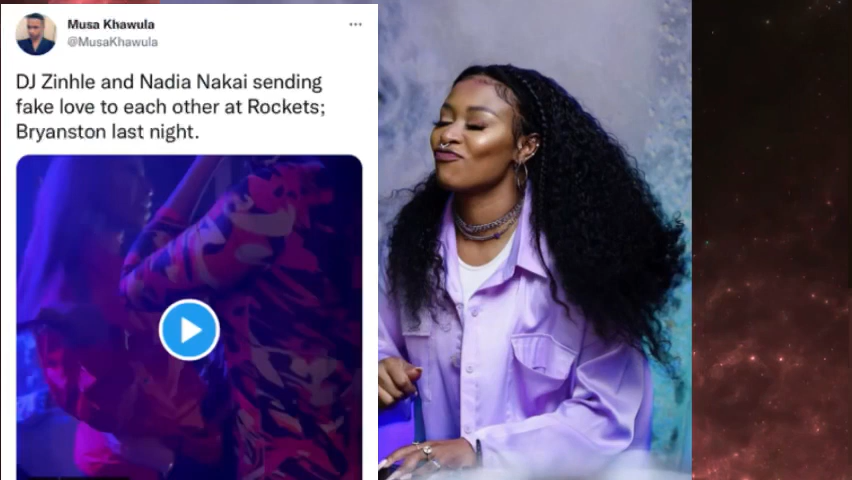 Musa Khawula
@MusaKhawula
DJ Zinhle and Nadia Nakai sending
fake love to each other at Rockets;
Bryanston last night.